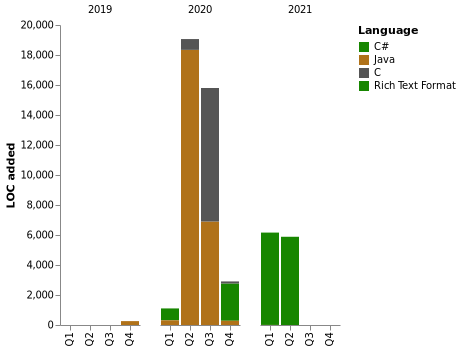 2019 2020 2021
Language
C#
Java
C
Rich Text Format
LOC added
20,000
18,000
16,000
14,000
12,000
10,000
8,000
6,000
4,000
2,000
0
Q1 Q2 Q3 Q4 Q1 Q2 Q3 Q4 Q1 Q2 Q3 Q4